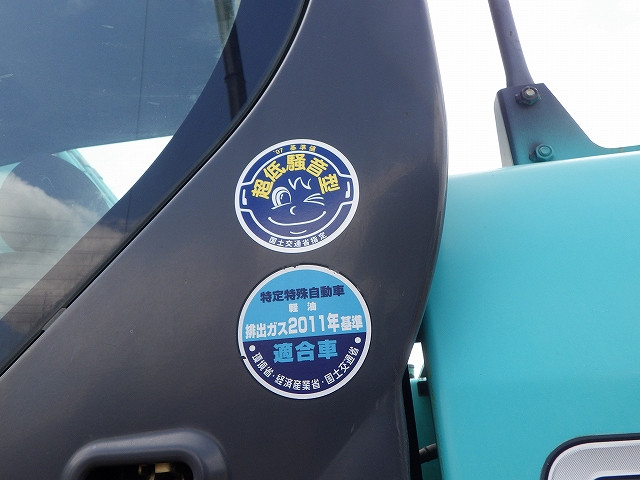 '97 基準値
超低騒音型
国土交通省指定
特定特殊自動車
軽油
排出ガス2011年基準
適合車
・環境省・経済産業省・国土交通省・